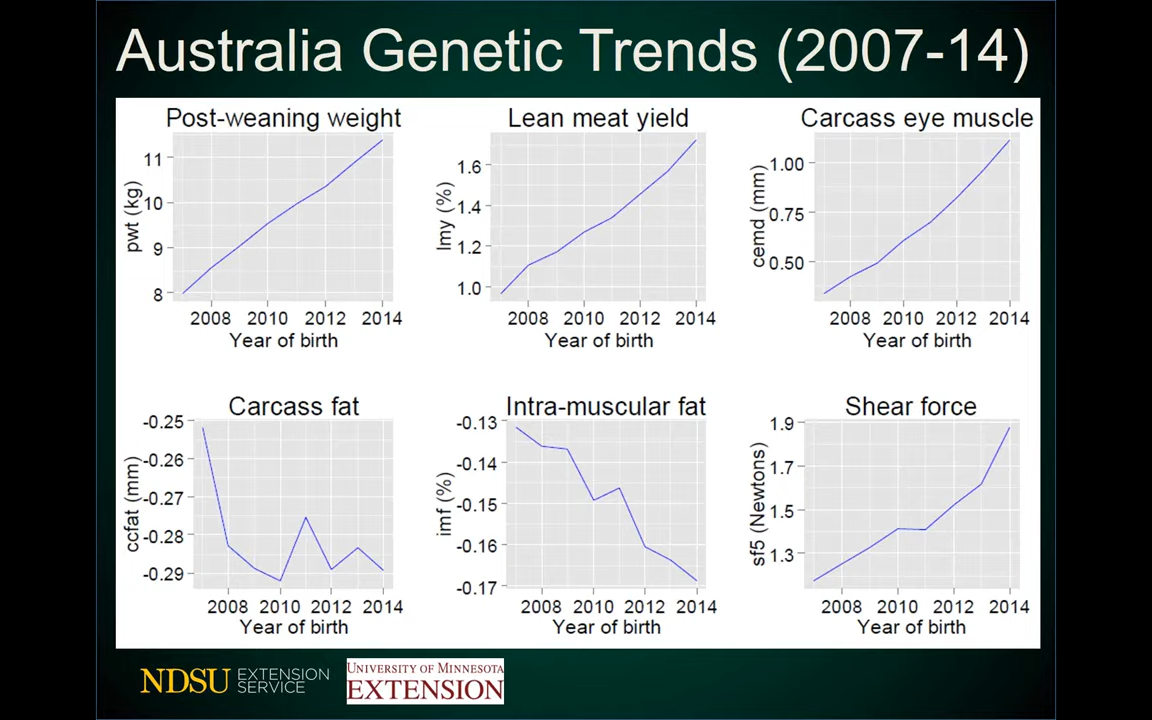 Australia Genetic Trends (2007-14)
Post-weaning weight
pwt (kg)
11
10
9
8
2008 2010 2012 2014
Year of birth
Lean meat yield
lmy (%)
1.6
1.4
1.2
1.0
2008 2010 2012 2014
Year of birth
Carcass eye muscle
cemd (mm)
1.00
0.75
0.50
2008 2010 2012 2014
Year of birth
Carcass fat
ccfat (mm)
-0.25
-0.26
-0.27
-0.28
-0.29
2008 2010 2012 2014
Year of birth
Intra-muscular fat
imf (%)
-0.13
-0.14
-0.15
-0.16
-0.17
2008 2010 2012 2014
Year of birth
Shear force
sf5 (Newtons)
1.9
1.7
1.5
1.3
2008 2010 2012 2014
Year of birth
NDSU EXTENSION
SERVICE
UNIVERSITY OF MINNESOTA
EXTENSION